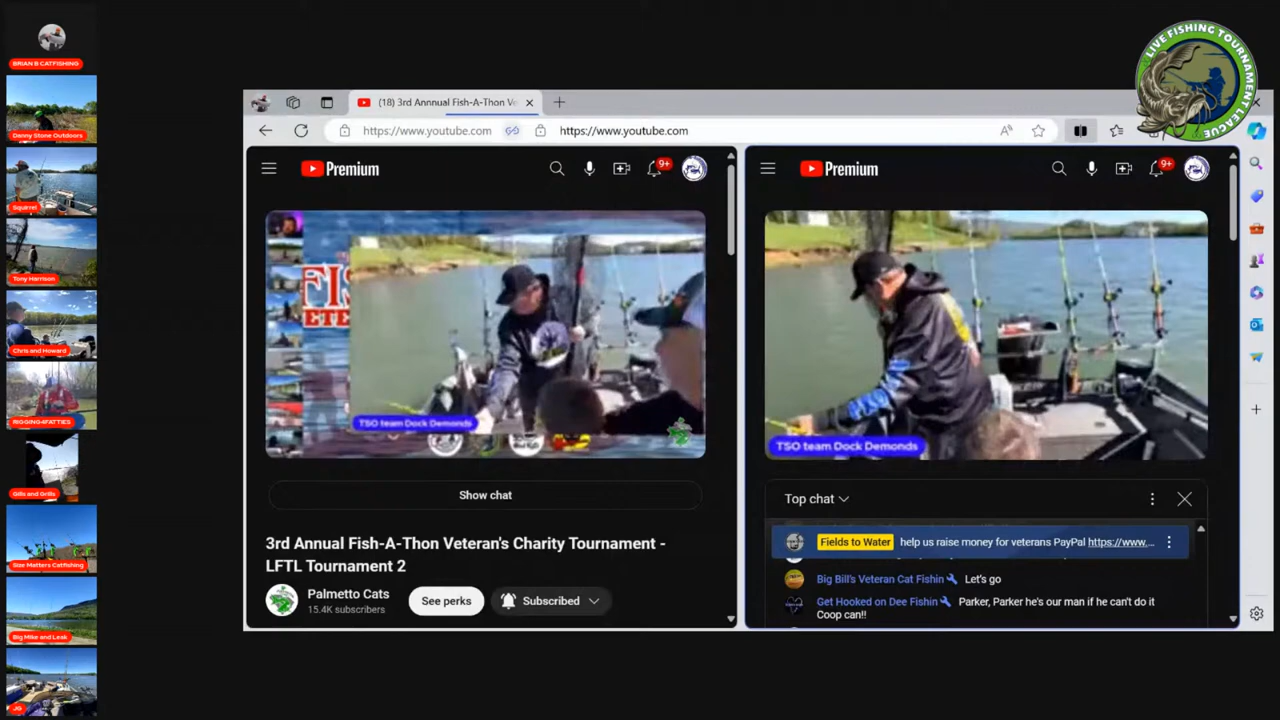 BRIAN B CATFISHING
Danny Stone Outdoors
Squirrel
Tony Harrison
Chris and Howard
RIGGING4FATTIES
Gills and Grills
Size Matters Catfishing
Big Mike and Leak
JG
LIVE FISHING TOURNAMENT LEAGUE
(18) 3rd Annnual Fish-A-Thon Ve
https://www.youtube.com
https://www.youtube.com
Premium
9+
TSO team Dock Demonds
Show chat
3rd Annual Fish-A-Thon Veteran's Charity Tournament -
LFTL Tournament 2
Palmetto Cats
15.4K subscribers
See perks
Subscribed
Premium
9+
TSO team Dock Demonds
Top chat
Fields to Water help us raise money for veterans PayPal https://www....
Big Bill's Veteran Cat Fishin Let's go
Get Hooked on Dee Fishin Parker, Parker he's our man if he can't do it
Coop can!!